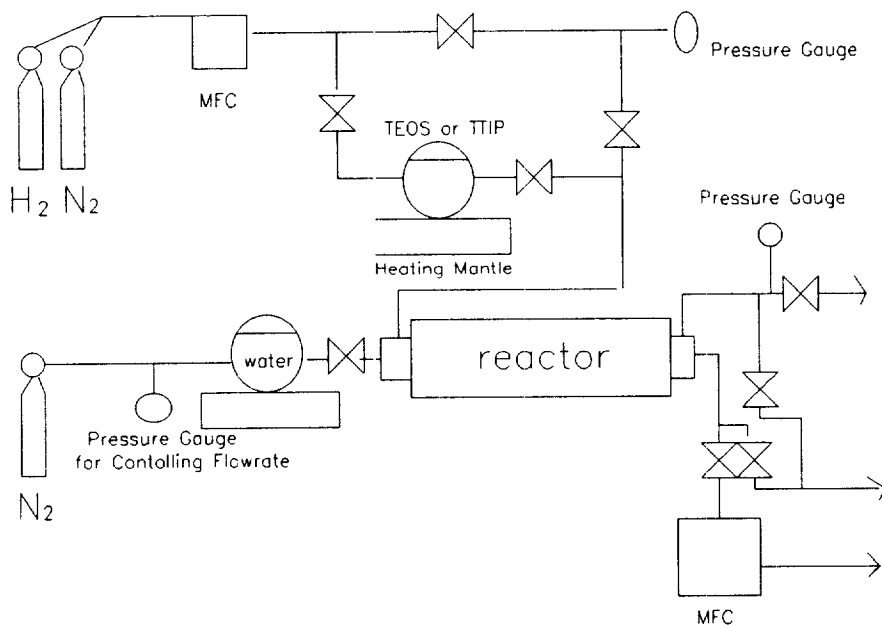 MFC
Pressure Gauge
TEOS or TTIP
H2 N2
Pressure Gauge
Heating Mantle
water
reactor
Pressure Gauge
for Contolling Flowrate
N2
MFC